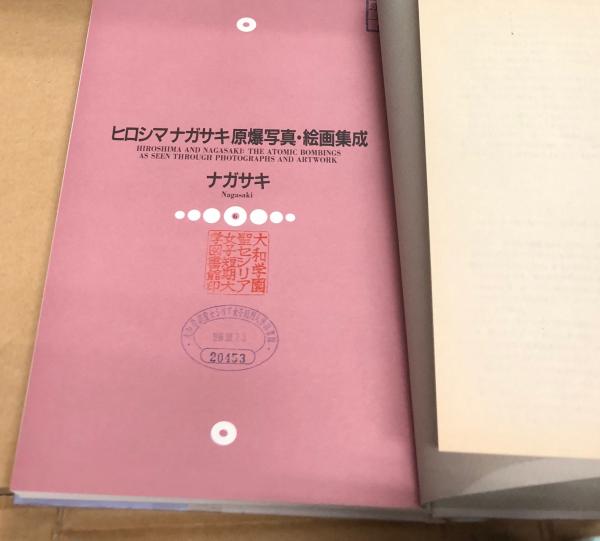 ヒロシマ ナガサキ 原爆写真・絵画集成
HIROSHIMA AND NAGASAKI: THE ATOMIC BOMBINGS
AS SEEN THROUGH PHOTOGRAPHS AND ARTWORK
ナガサキ
Nagasaki
6
大和学園
聖セシリア
女子短期大
学図書館印
20453